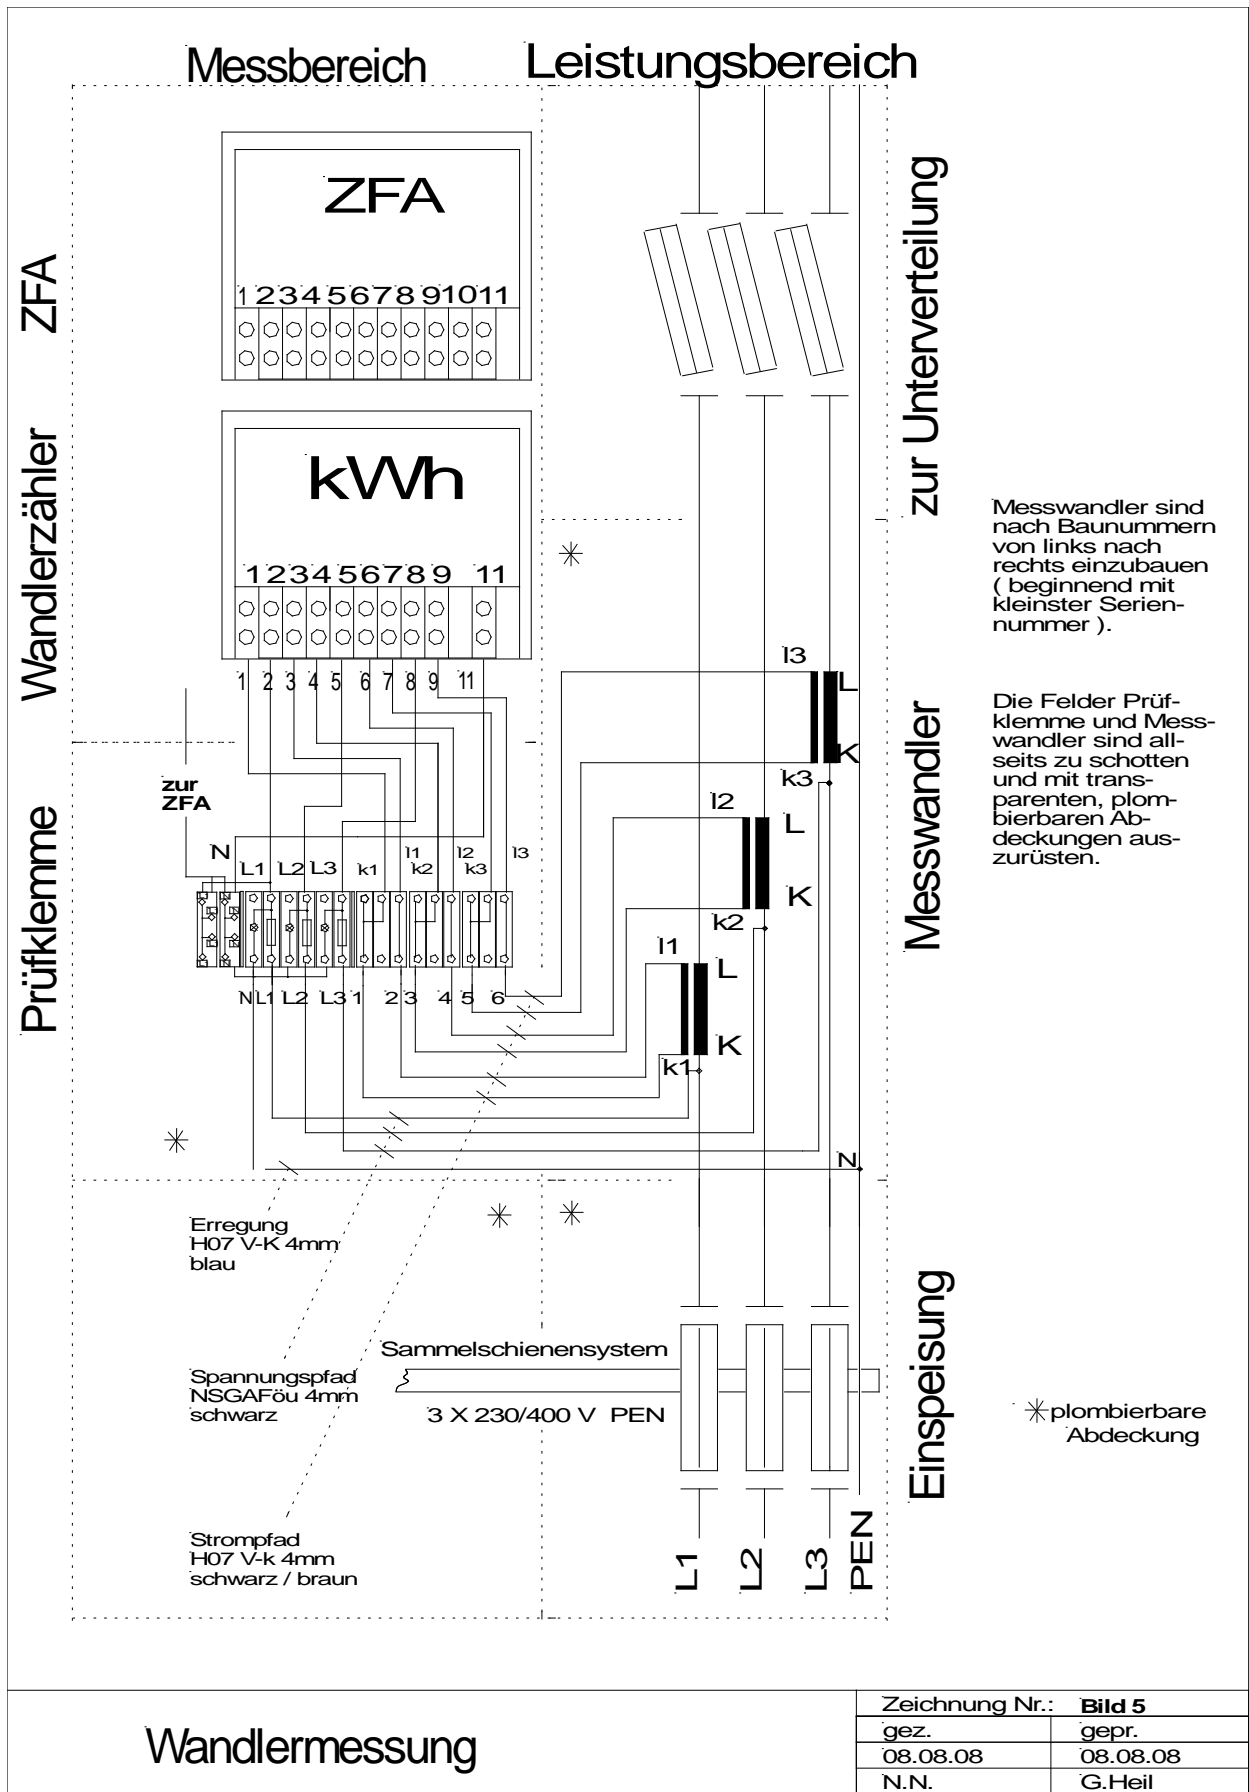 Messbereich
Leistungsbereich
ZFA
ZFA
1 2 3 4 5 6 7 8 9 10 11
zur Unterverteilung
Wandlerzähler
kWh
1 2 3 4 5 6 7 8 9 11
1 2 3 4 5 6 7 8 9 11
Messwandler sind
nach Baunummern
von links nach
rechts einzubauen
( beginnend mit
kleinster Serien-
nummer ).
Die Felder Prüf-
klemme und Mess-
wandler sind all-
seits zu schotten
und mit trans-
parenten, plom-
bierbaren Ab-
deckungen aus-
zurüsten.
l3
L
K
k3
Messwandler
l2
L
K
k2
l1
L
K
k1
Prüfklemme
zur
ZFA
N L1 L2 L3 k1 l1 k2 l2 k3 l3
N L1 L2 L3 1 2 3 4 5 6
N
Erregung
H07 V-K 4mm
blau
Spannungspfad
NSGAFöu 4mm
schwarz
Strompfad
H07 V-k 4mm
schwarz / braun
Sammelschienensystem
3 X 230/400 V PEN
Einspeisung
plombierbare
Abdeckung
L1 L2 L3 PEN
Wandlermessung
Zeichnung Nr.: Bild 5
gez. gepr.
08.08.08 08.08.08
N.N. G.Heil